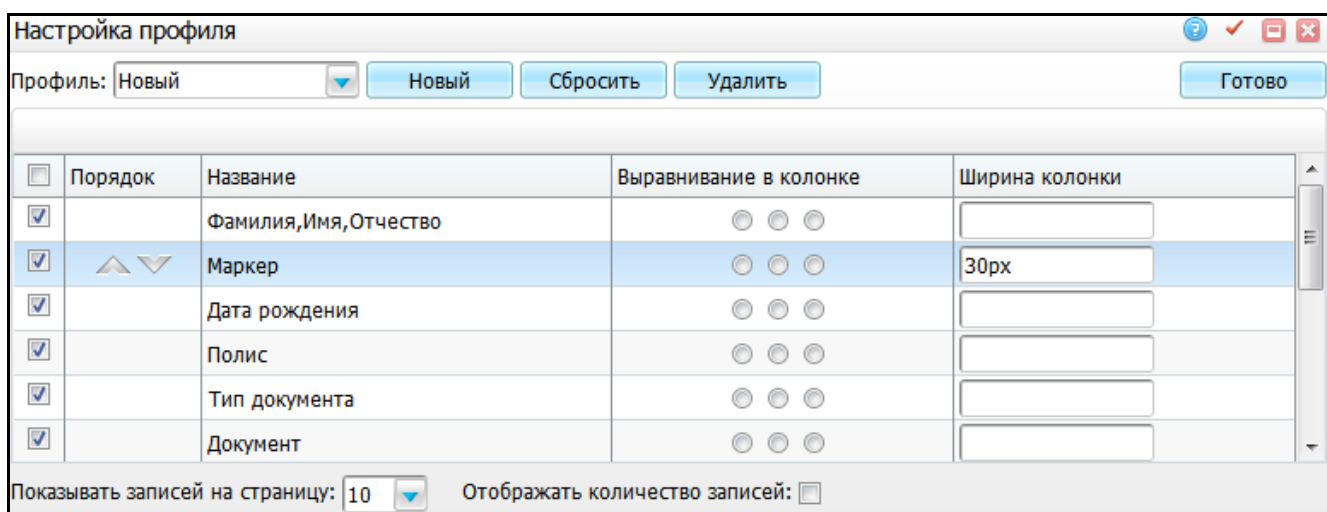 Настройка профиля
Профиль: Новый Новый Сбросить Удалить Готово
Порядок Название Выравнивание в колонке Ширина колонки
Фамилия,Имя,Отчество
Маркер 30px
Дата рождения
Полис
Тип документа
Документ
Показывать записей на страницу: 10 Отображать количество записей: